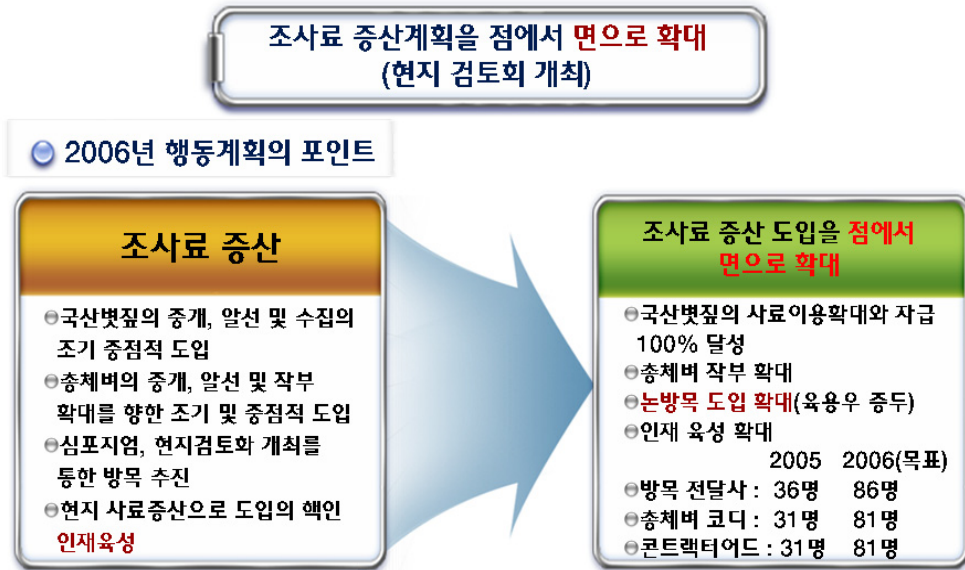 조사료 증산계획을 점에서 면으로 확대
(현지 검토회 개최)
2006년 행동계획의 포인트
조사료 증산
국산볏짚의 중개, 알선 및 수집의
조기 중점적 도입
총체벼의 중개, 알선 및 작부
확대를 향한 조기 및 중점적 도입
심포지엄, 현지검토화 개최를
통한 방목 추진
현지 사료증산으로 도입의 핵인
인재육성
조사료 증산 도입을 점에서
면으로 확대
국산볏짚의 사료이용확대와 자급
100% 달성
총체벼 작부 확대
논방목 도입 확대(육용우 증두)
인재 육성 확대
2005 2006(목표)
방목 전달사 : 36명 86명
총체벼 코디 : 31명 81명
콘트랙터어드 : 31명 81명